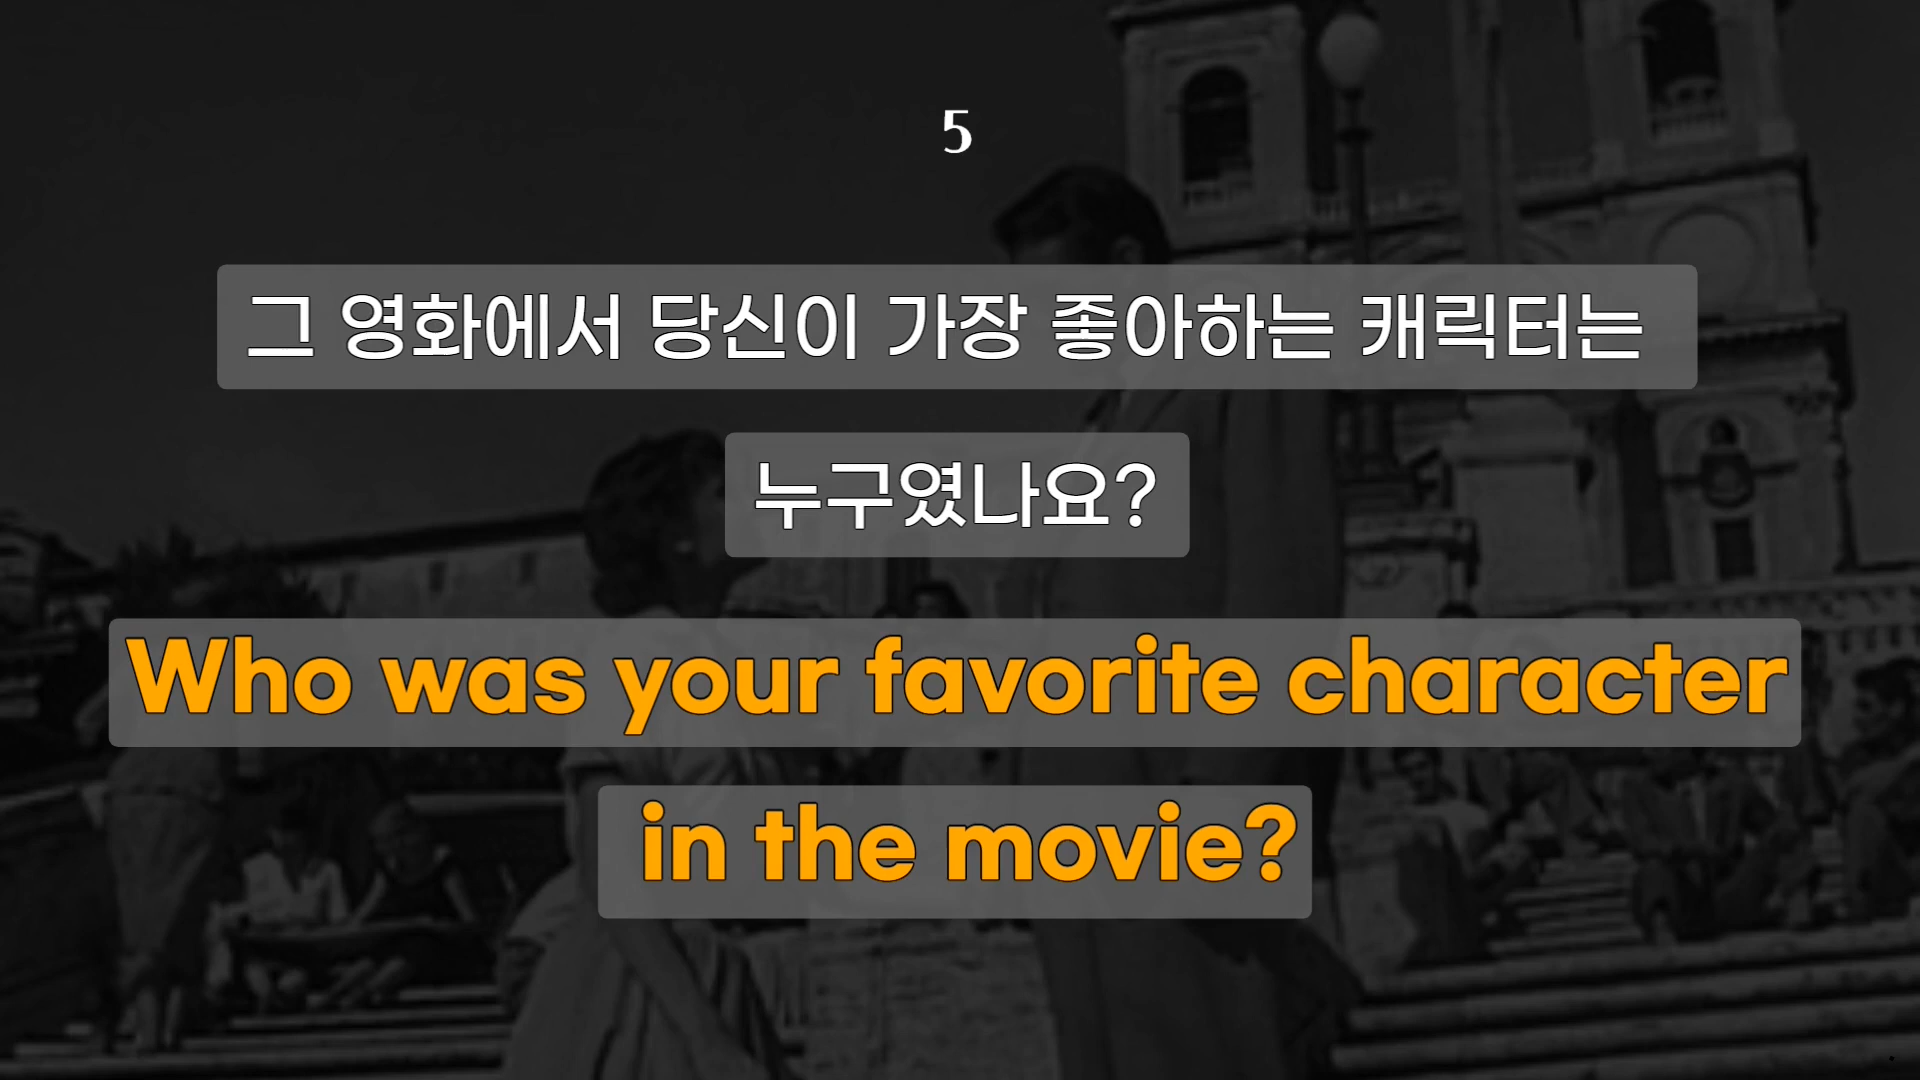 5
그 영화에서 당신이 가장 좋아하는 캐릭터는
누구였나요?
Who was your favorite character
in the movie?